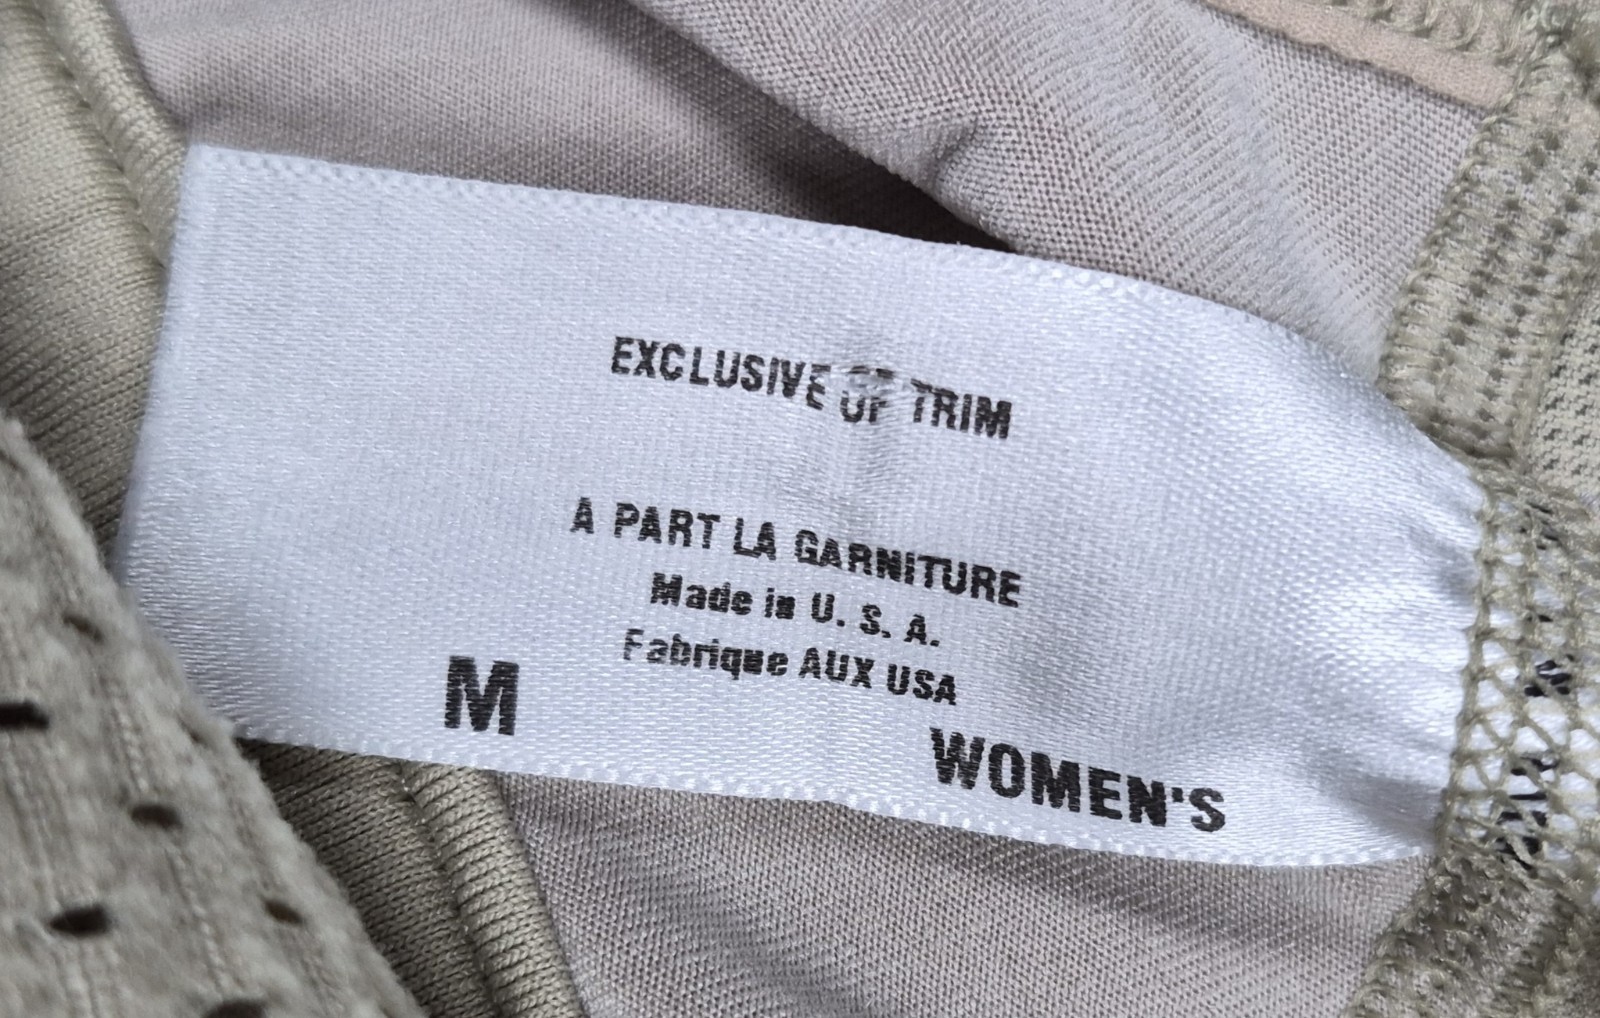 EXCLUSIVE OF TRIM
A PART LA GARNITURE
Made in U. S. A.
Fabrique AUX USA
M
WOMEN'S